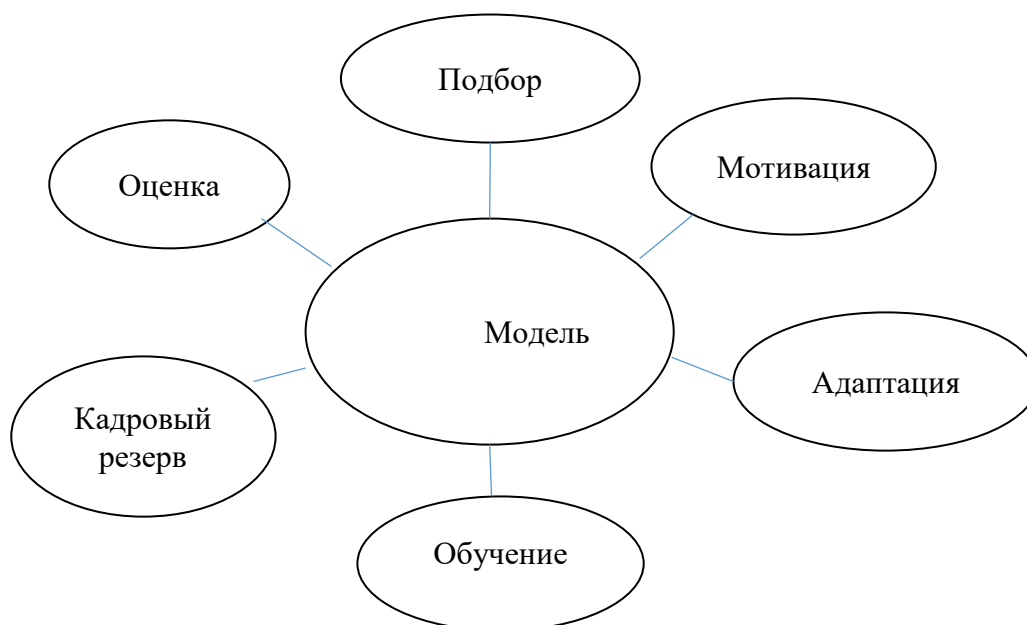 Подбор
Мотивация
Оценка
Модель
Адаптация
Кадровый
резерв
Обучение